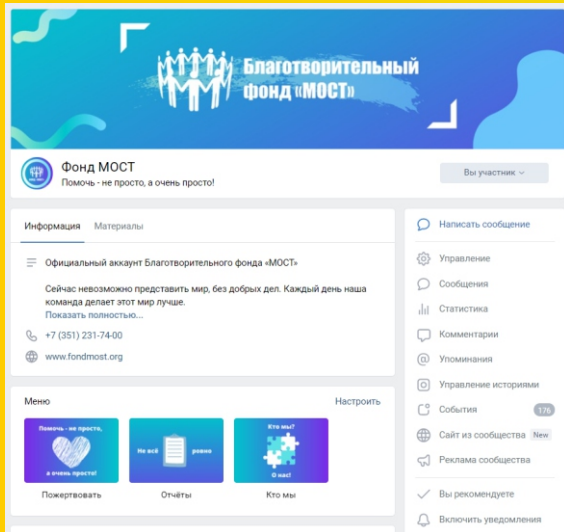 Благотворительный
фонд «МОСТ»
Фонд МОСТ
Помочь - не просто, а очень просто!
Вы участник
Информация Материалы
Официальный аккаунт Благотворительного фонда «МОСТ»
Сейчас невозможно представить мир, без добрых дел. Каждый день наша
команда делает этот мир лучше.
Показать полностью...
+7 (351) 231-74-00
www.fondmost.org
Меню Настроить
Помочь - не просто,
а очень просто!
Не всё равно
Кто мы?
О нас!
Пожертвовать Отчёты Кто мы
Написать сообщение
Управление
Сообщения
Статистика
Комментарии
Упоминания
Управление историями
События 176
Сайт из сообщества New
Реклама сообщества
Вы рекомендуете
Включить уведомления